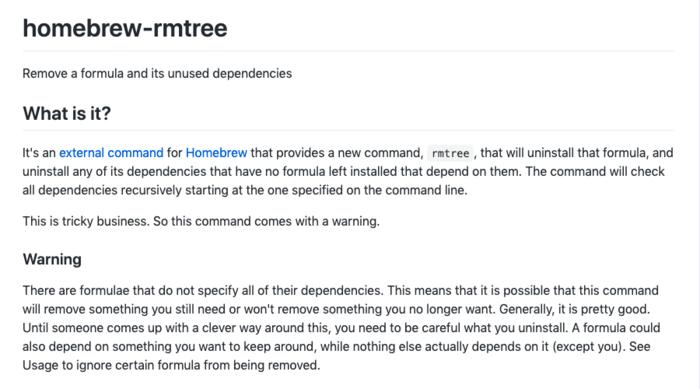 homebrew-rmtree
Remove a formula and its unused dependencies
What is it?
It's an external command for Homebrew that provides a new command, rmtree , that will uninstall that formula, and
uninstall any of its dependencies that have no formula left installed that depend on them. The command will check
all dependencies recursively starting at the one specified on the command line.
This is tricky business. So this command comes with a warning.
Warning
There are formulae that do not specify all of their dependencies. This means that it is possible that this command
will remove something you still need or won't remove something you no longer want. Generally, it is pretty good.
Until someone comes up with a clever way around this, you need to be careful what you uninstall. A formula could
also depend on something you want to keep around, while nothing else actually depends on it (except you). See
Usage to ignore certain formula from being removed.